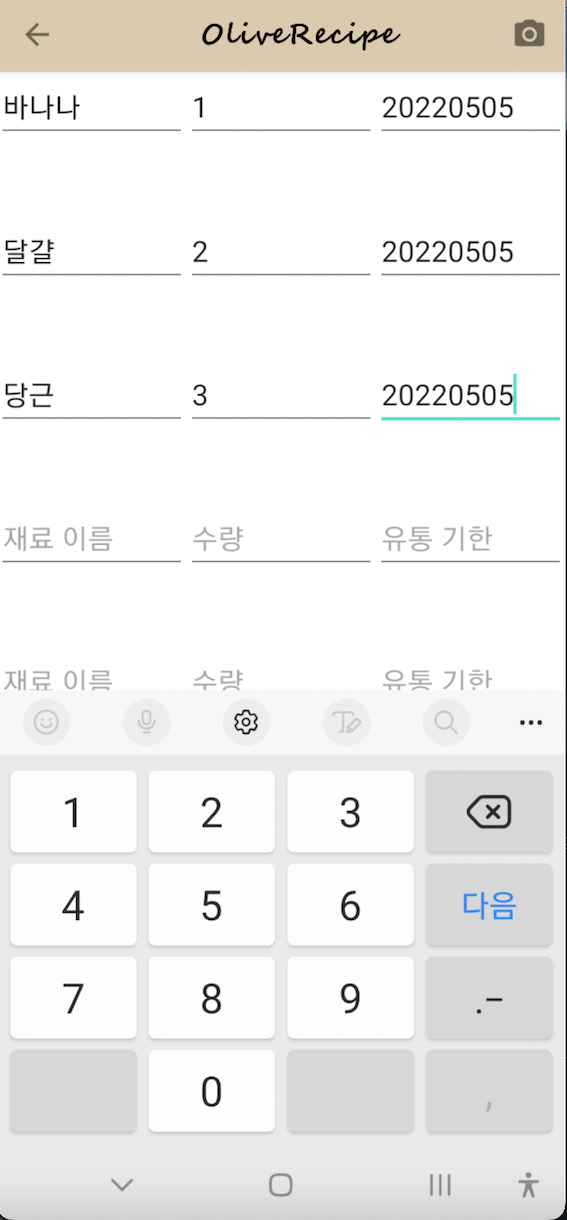 OliveRecipe
바나나 1 20220505
달걀 2 20220505
당근 3 20220505
재료 이름 수량 유통 기한
재료 이름 수량 유통 기한
1 2 3
4 5 6 다음
7 8 9 .-
0 ,